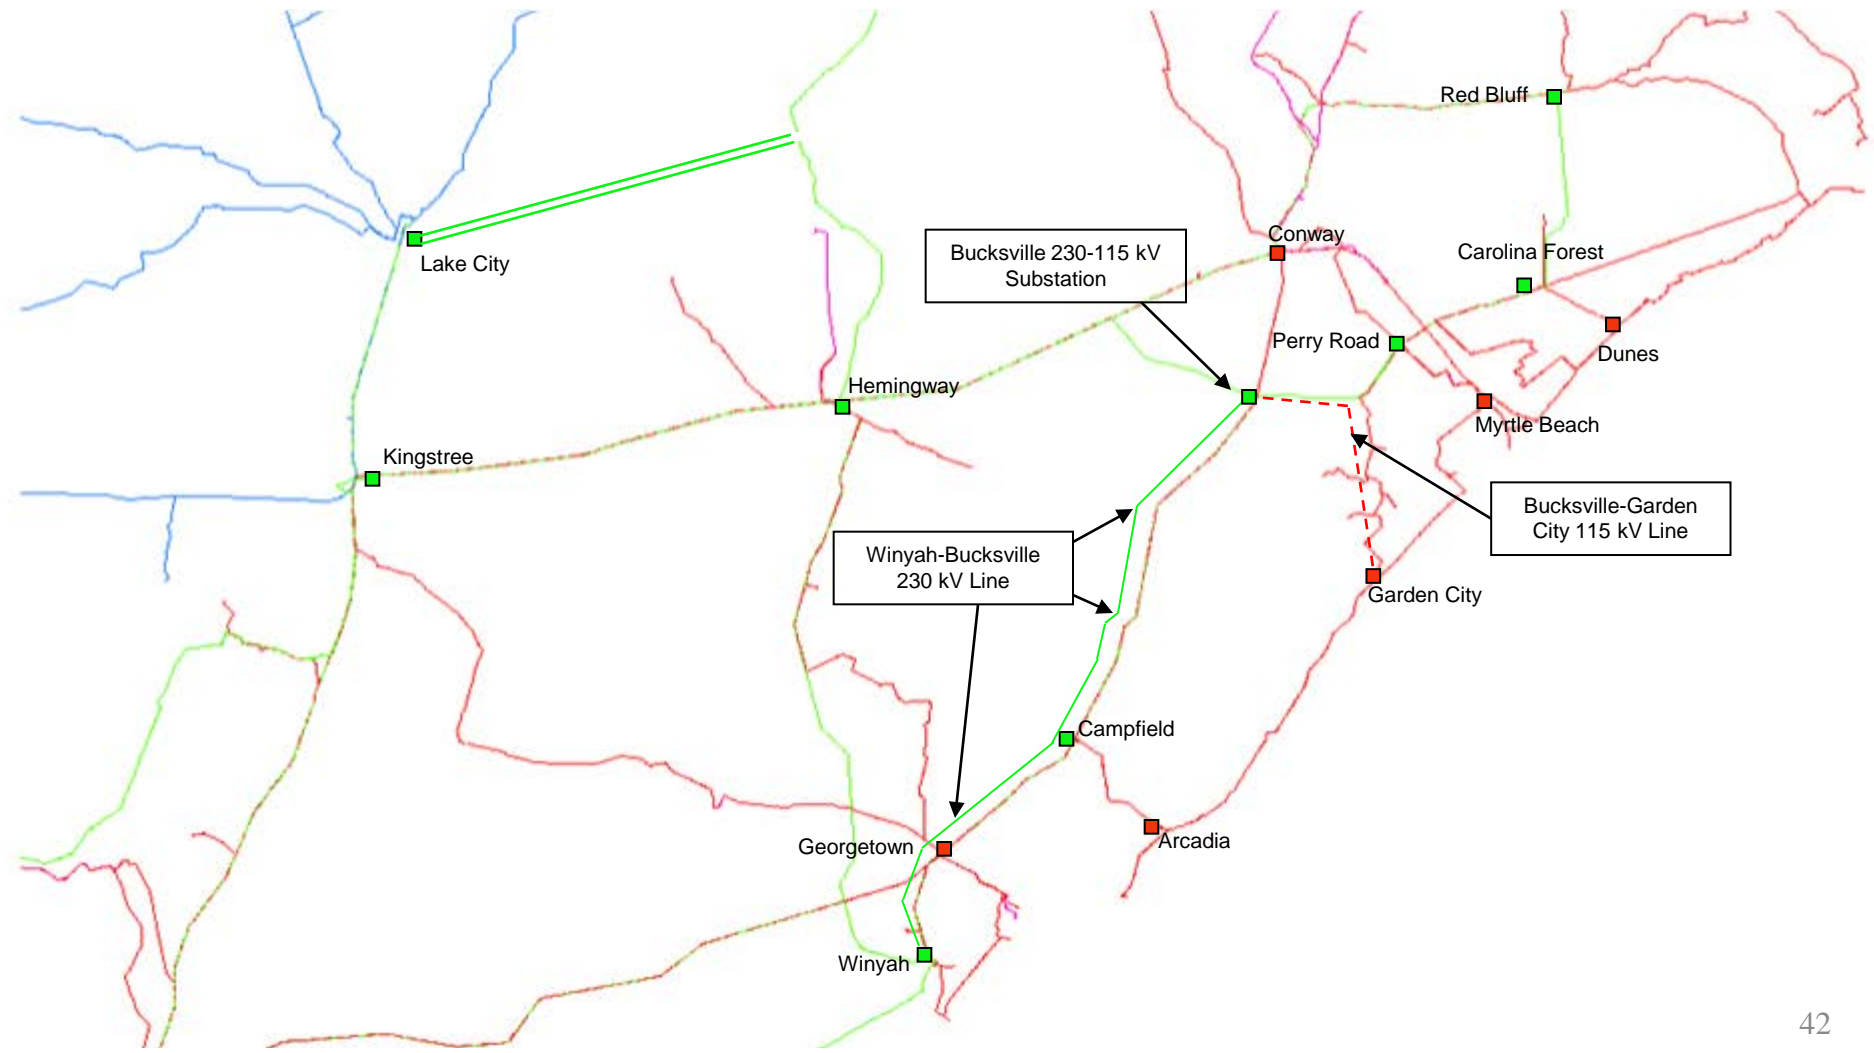 Red Bluff
Conway
Bucksville 230-115 kV
Substation
Carolina Forest
Lake City
Perry Road
Dunes
Hemingway
Myrtle Beach
Kingstree
Bucksville-Garden
City 115 kV Line
Winyah-Bucksville
230 kV Line
Garden City
Campfield
Georgetown
Arcadia
Winyah
42